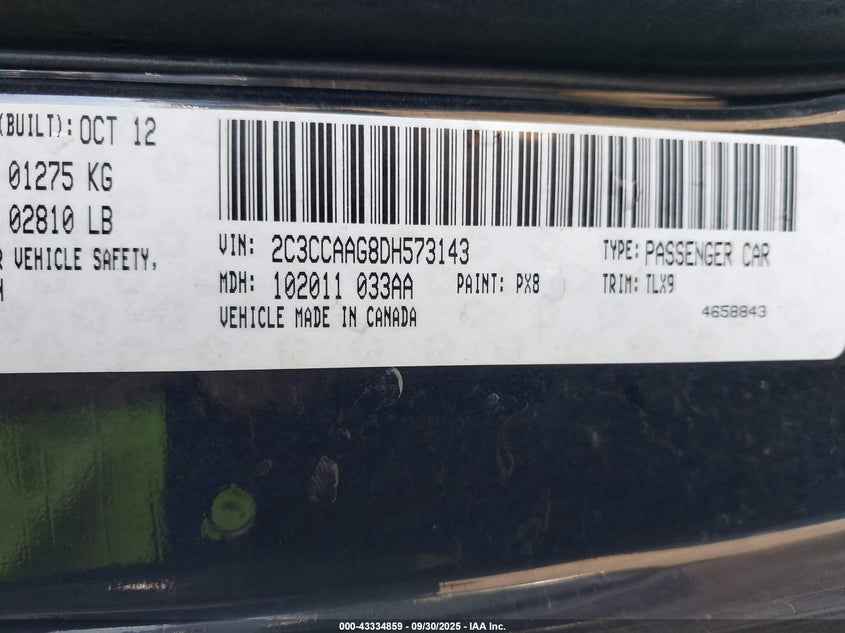 (BUILT): OCT 12
01275 KG
02810 LB
VEHICLE SAFETY,
VIN: 2C3CCAAG8DH573143 TYPE: PASSENGER CAR
MDH: 102011 033AA PAINT: PX8 TRIM: TLX9
VEHICLE MADE IN CANADA 4658843
000-43334859 - 09/30/2025 - IAA Inc.